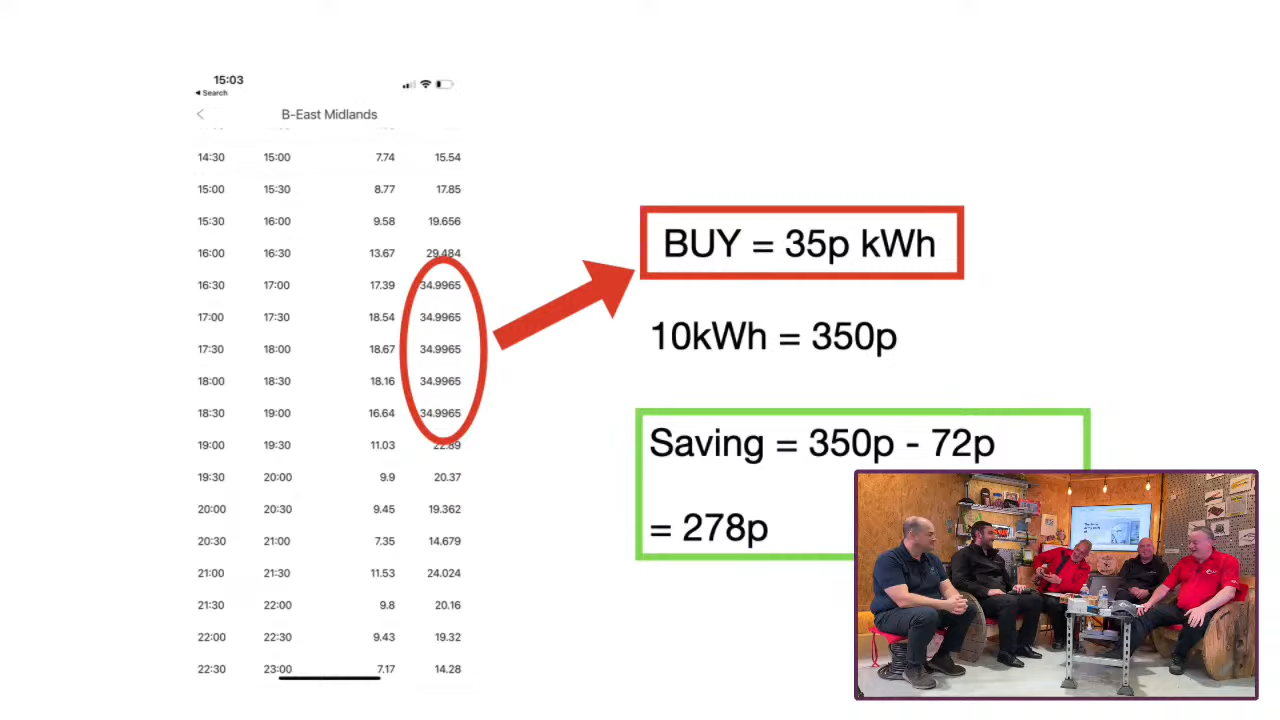 15:03
Search
B-East Midlands
14:30 15:00 7.74 15.54
15:00 15:30 8.77 17.85
15:30 16:00 9.58 19.656
16:00 16:30 13.67 29.484
16:30 17:00 17.39 34.9965
17:00 17:30 18.54 34.9965
17:30 18:00 18.67 34.9965
18:00 18:30 18.16 34.9965
18:30 19:00 16.64 34.9965
19:00 19:30 11.03 22.89
19:30 20:00 9.9 20.37
20:00 20:30 9.45 19.362
20:30 21:00 7.35 14.679
21:00 21:30 11.53 24.024
21:30 22:00 9.8 20.16
22:00 22:30 9.43 19.32
22:30 23:00 7.17 14.28
BUY = 35p kWh
10kWh = 350p
Saving = 350p - 72p
= 278p